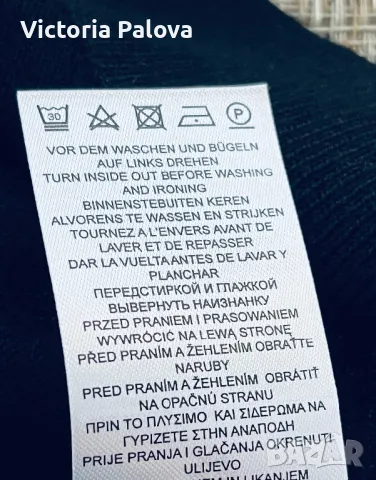 Victoria Palova
30
P
VOR DEM WASCHEN UND BÜGELN
AUF LINKS DREHEN
TURN INSIDE OUT BEFORE WASHING
AND IRONING
BINNENSTEBUITEN KEREN
ALVORENS TE WASSEN EN STRIJKEN
TOURNEZ A L'ENVERS AVANT DE
LAVER ET DE REPASSER
DAR LA VUELTA ANTES DE LAVAR Y
PLANCHAR
ПЕРЕДСТИРКОЙ И ГЛАЖКОЙ
ВЫВЕРНУТЬ НАИЗНАНКУ
PRZED PRANIEM I PRASOWANIEM
WYWRÓCIĆ NA LEWĄ STRONĘ
PŘED PRANÍM A ŽEHLENÍM OBRAŤTE
NARUBY
PRED PRANÍM A ŽEHLENÍM OBRÁTIŤ
NA OPAČNÚ STRANU
ΠΡΙΝ ΤΟ ΠΛΥΣΙΜΟ ΚΑΙ ΣΙΔΕΡΩΜΑ ΝΑ
ΓΥΡΙΖΕΤΕ ΣΤΗΝ ΑΝΑΠΟΔΗ
PRIJE PRANJA I GLAČANJA OKRENUTI
ULIJEVO
BAZAR